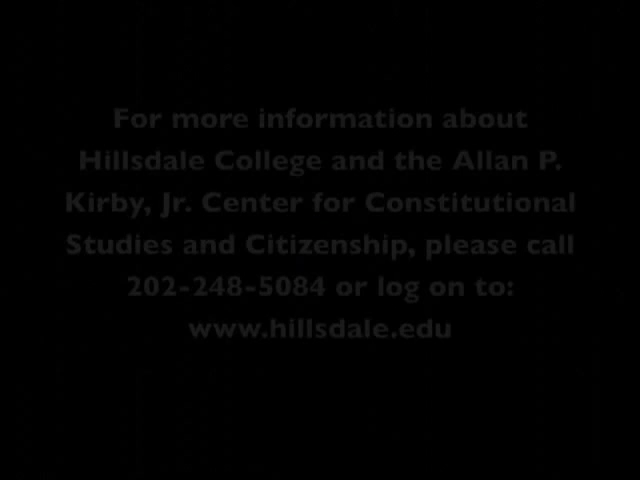 For more information about
Hillsdale College and the Allan P.
Kirby, Jr. Center for Constitutional
Studies and Citizenship, please call
202-248-5084 or log on to:
www.hillsdale.edu